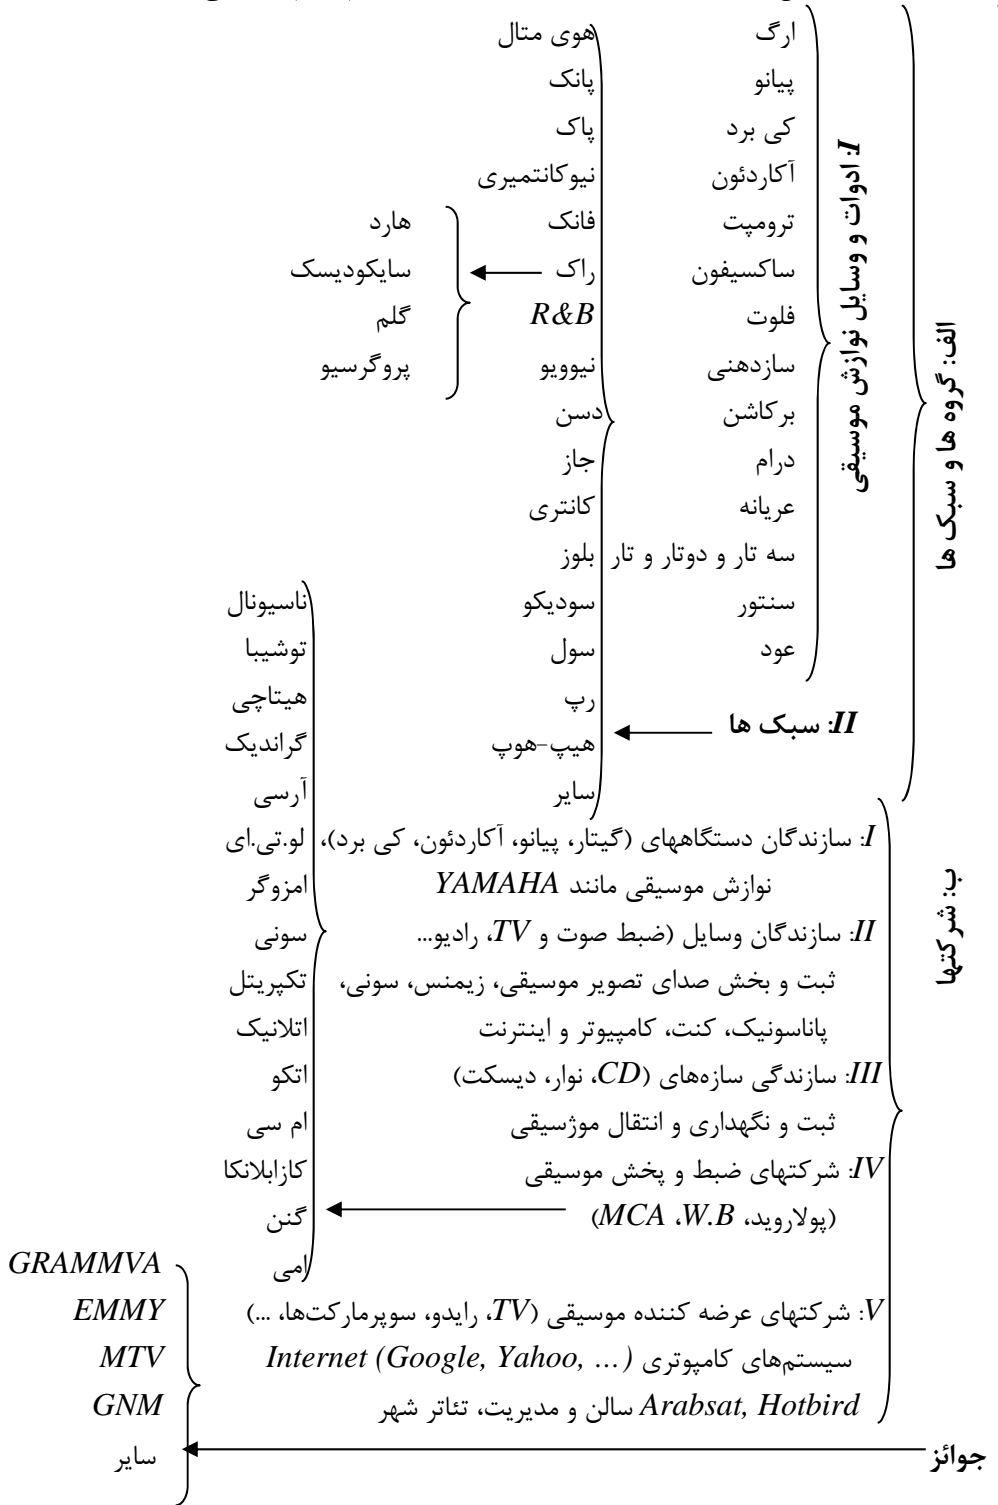 الف: گروه ها و سبک ها
I: ادوات و وسایل نوازش موسیقی
ارگ
پیانو
کی برد
آکاردئون
ترومپت
ساکسیفون
فلوت
سازدهنی
برکاشن
درام
عربانه
سه تار و دوتار و تار
سنتور
عود
II: سبک ها
هوی متال
پانک
پاک
نیوکانتمیری
فانک
راک
R&B
نیوویو
دسن
جاز
کانتری
بلوز
سودیکو
سول
رپ
هیپ-هوپ
سایر
هارد
سایکودیسک
گلم
پروگرسیو
ب: شرکتها
I: سازندگان دستگاههای (گیتار، پیانو، آکاردئون، کی برد)،
نوازش موسیقی مانند YAMAHA
II: سازندگان وسایل (ضبط صوت و TV، رادیو...
ثبت و بخش صدای تصویر موسیقی، زیمنس، سونی،
پاناسونیک، کنت، کامپیوتر و اینترنت
III: سازندگی سازه‌های (CD، نوار، دیسکت)
ثبت و نگهداری و انتقال موژسیقی
IV: شرکتهای ضبط و پخش موسیقی
(پولاروید، MCA ،W.B)
V: شرکتهای عرضه کننده موسیقی (TV، رایدو، سوپرمارکت‌ها، ...)
سیستم‌های کامپوتری Internet (Google, Yahoo, …)
Arabsat, Hotbird سالن و مدیریت، تئاتر شهر
ناسیونال
توشیبا
هیتاچی
گراندیک
آرسی
لو.تی.ای
امزوگر
سونی
تکپریتل
اتلانیک
اتکو
ام سی
کازابلانکا
گنن
امی
جوائز
GRAMMVA
EMMY
MTV
GNM
سایر